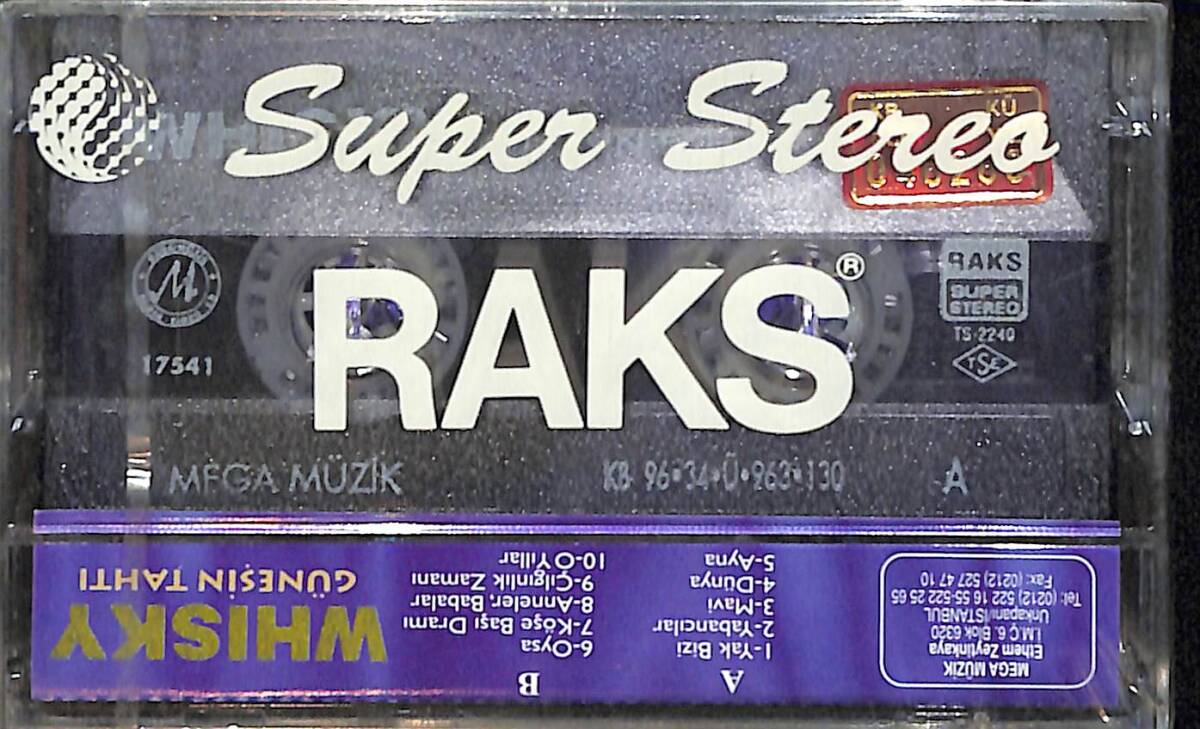 Super Stereo
RAKS®
M
17541
RAKS
SUPER
STEREO
TS-2240
TSE
MEGA MÜZİK
KB 96•34•Ü•963•130
A
WHISKY
GÜNEŞİN TAHTI
A
1-Yak Bizi
2-Yabancılar
3-Mavi
4-Dünya
5-Ayna
B
6-Oysa
7-Köşe Başı Dramı
8-Anneler, Babalar
9-Çılgınlık Zamanı
10-O Yıllar
MEGA MÜZİK
Ethem Zeytinkaya
İ.M.Ç. 6. Blok 6320
Unkapanı/İSTANBUL
Tel: (0212) 522 16 55-522 25 65
Fax: (0212) 527 47 10